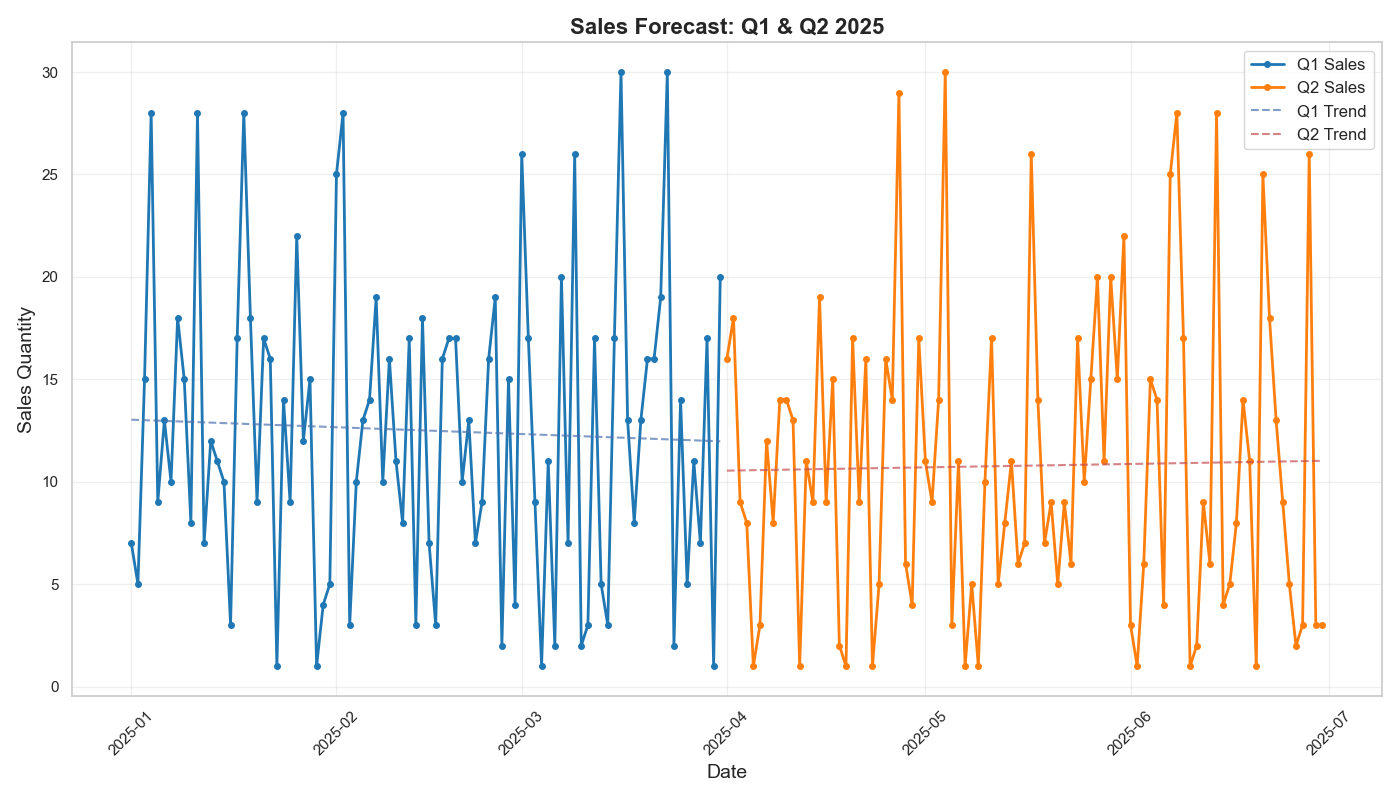 Sales Forecast: Q1 & Q2 2025
Q1 Sales
Q2 Sales
Q1 Trend
Q2 Trend
Sales Quantity
30
25
20
15
10
5
0
2025-01
2025-02
2025-03
2025-04
2025-05
2025-06
2025-07
Date